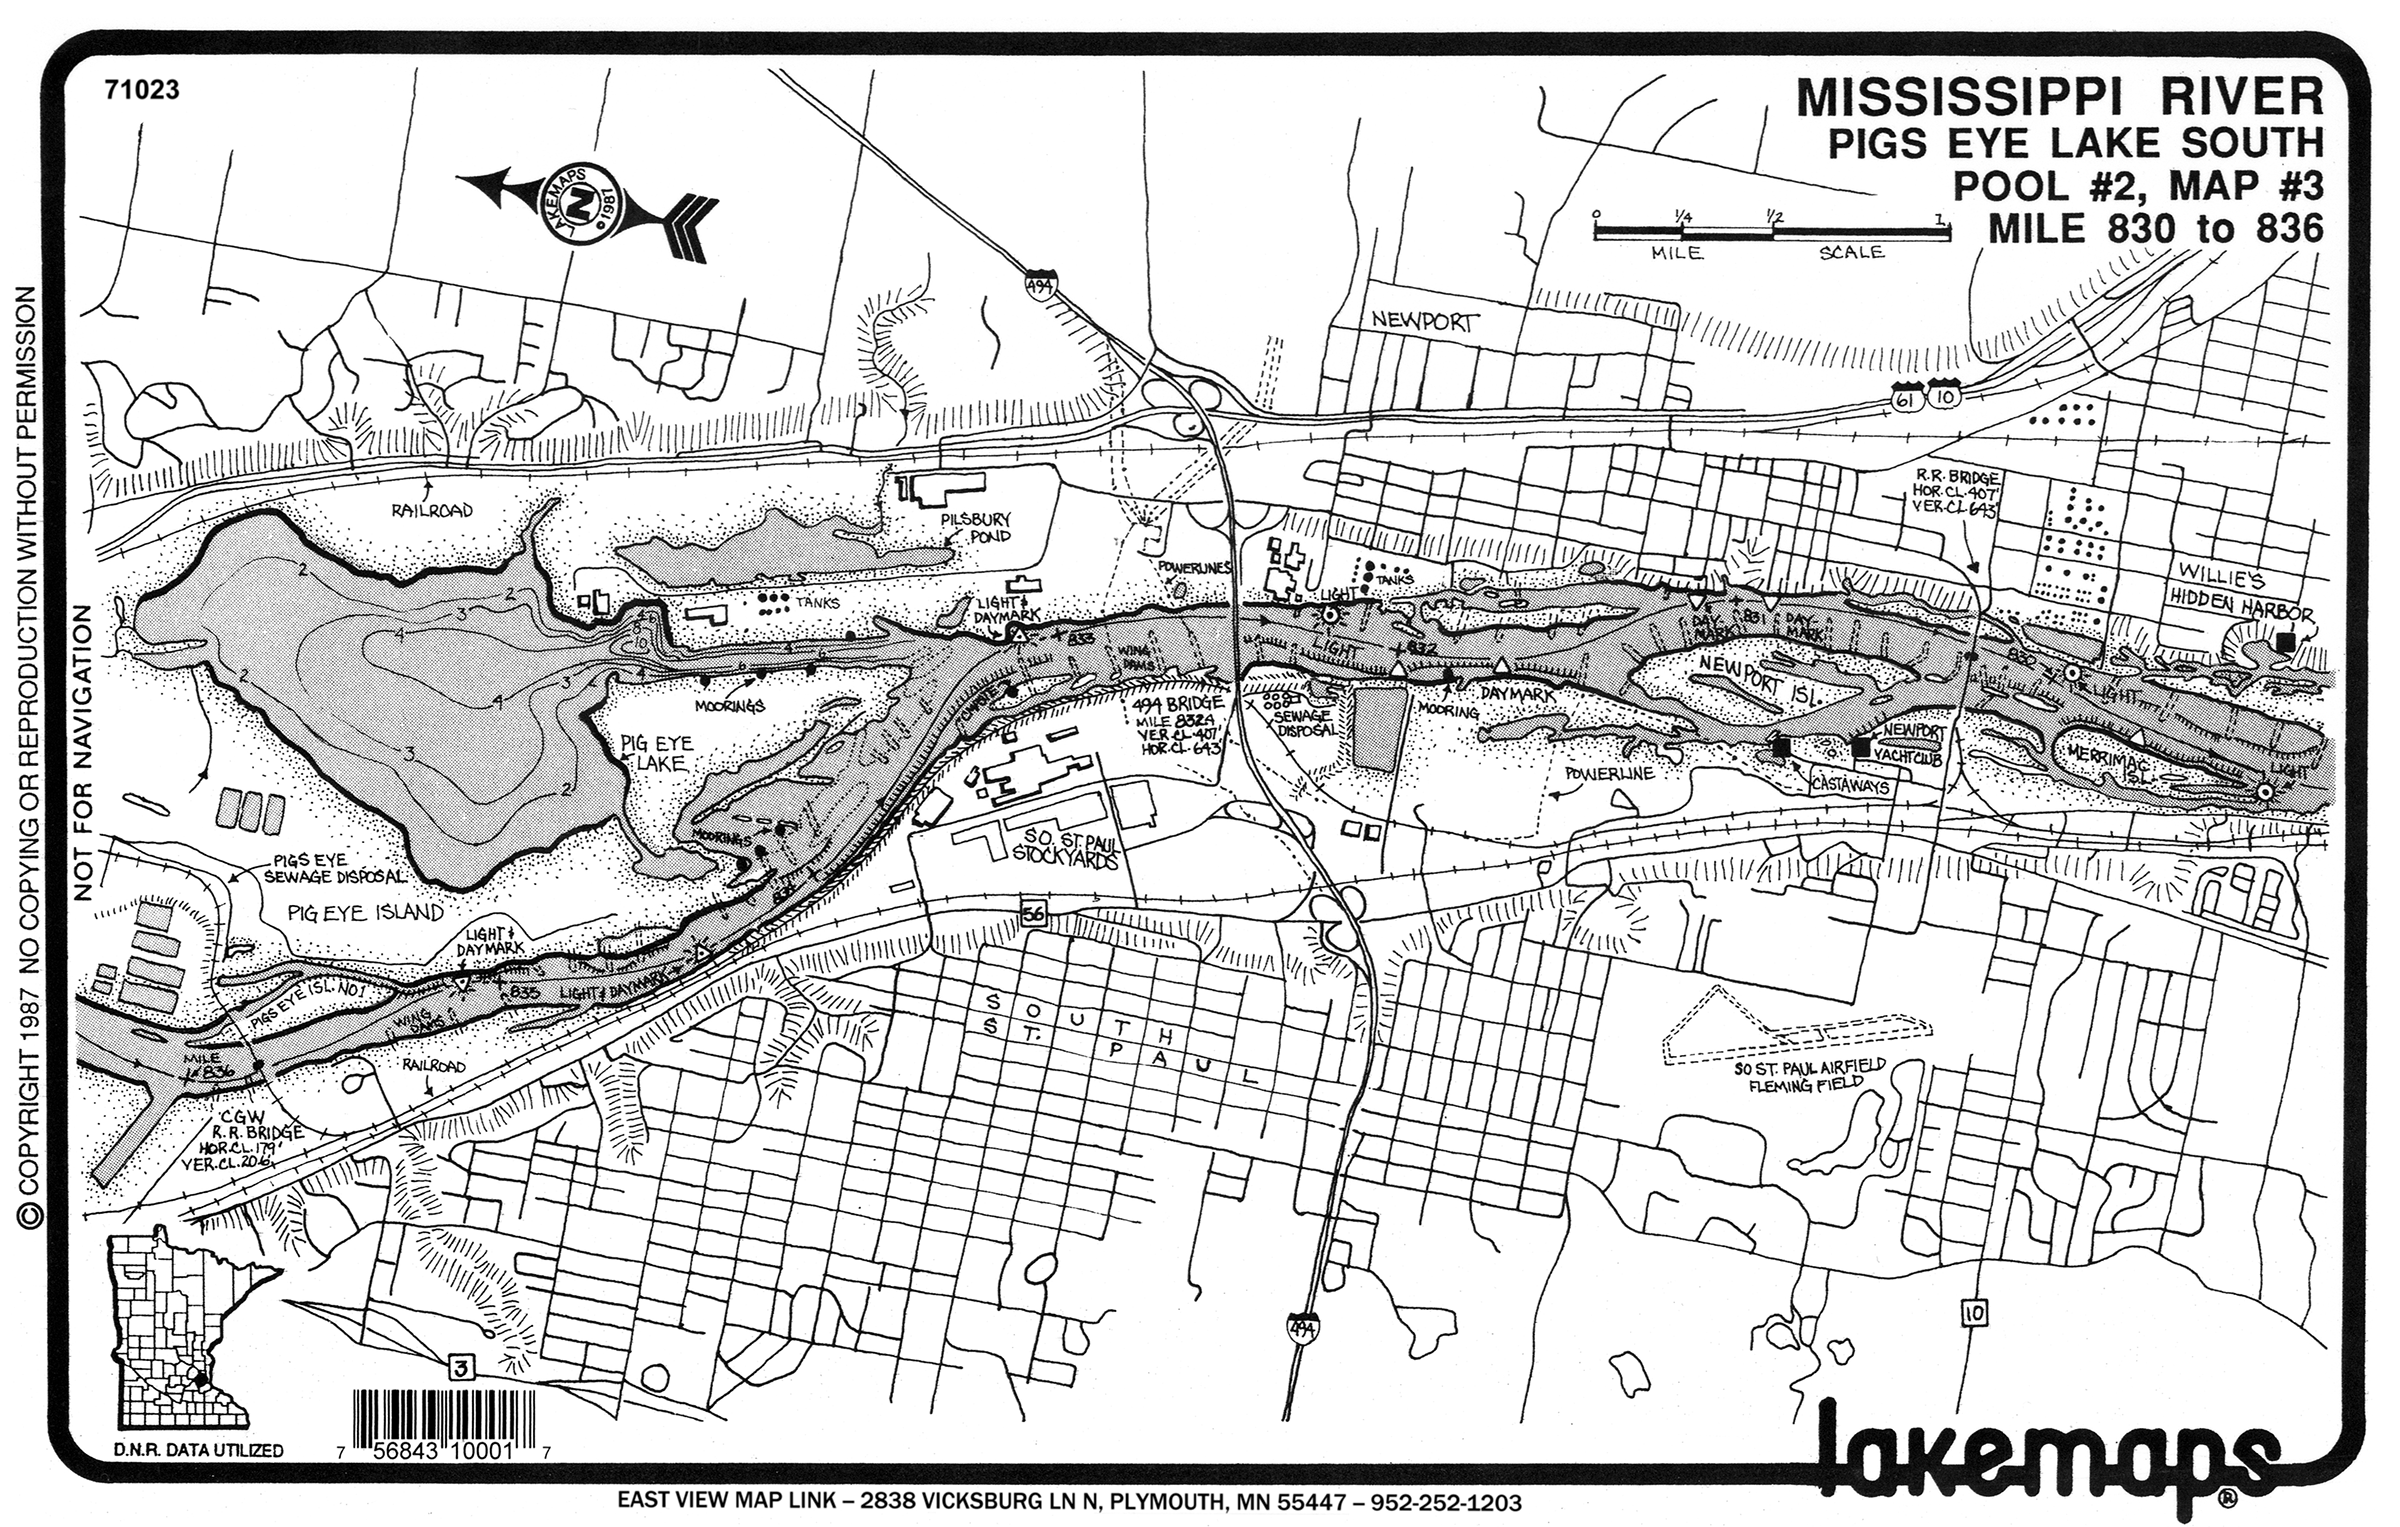 71023
MISSISSIPPI RIVER
PIGS EYE LAKE SOUTH
POOL #2, MAP #3
MILE 830 to 836
0 1/4 1/2 1
MILE SCALE
LAKEMAPS
N
© 1987
494
NEWPORT
61 10
RAILROAD
PILSBURY
POND
R.R. BRIDGE
HOR. CL. 407'
VER. CL. 643'
POWERLINES
TANKS
WILLIE'S
HIDDEN HARBOR
TANKS
LIGHT &
DAYMARK
LIGHT
833
WING
DAMS
LIGHT
832
DAY-
MARK
831
DAY-
MARK
830
LIGHT
2
3
4
2
2
3
4
3
2
4
6
MOORINGS
NEWPORT ISL.
DAYMARK
MOORING
494 BRIDGE
MILE 832.4
VER. CL. 407'
HOR. CL. 643'
SEWAGE
DISPOSAL
NEWPORT
YACHT CLUB
MERRIMAC
ISL.
LIGHT
PIG EYE
LAKE
POWERLINE
CASTAWAYS
MOORINGS
SO. ST. PAUL
STOCKYARDS
PIGS EYE
SEWAGE DISPOSAL
PIG EYE ISLAND
56
LIGHT &
DAYMARK
835
LIGHT & DAYMARK
PIGS EYE ISL. NO1
WING
DAMS
MILE
836
RAILROAD
SOUTH
ST. PAUL
SO ST. PAUL AIRFIELD
FLEMING FIELD
CGW
R.R. BRIDGE
HOR. CL. 179'
VER. CL. 20.6'
494
10
3
D.N.R. DATA UTILIZED
7 56843 10001 7
lakemaps®
© COPYRIGHT 1987 NO COPYING OR REPRODUCTION WITHOUT PERMISSION
NOT FOR NAVIGATION
EAST VIEW MAP LINK – 2838 VICKSBURG LN N, PLYMOUTH, MN 55447 – 952-252-1203